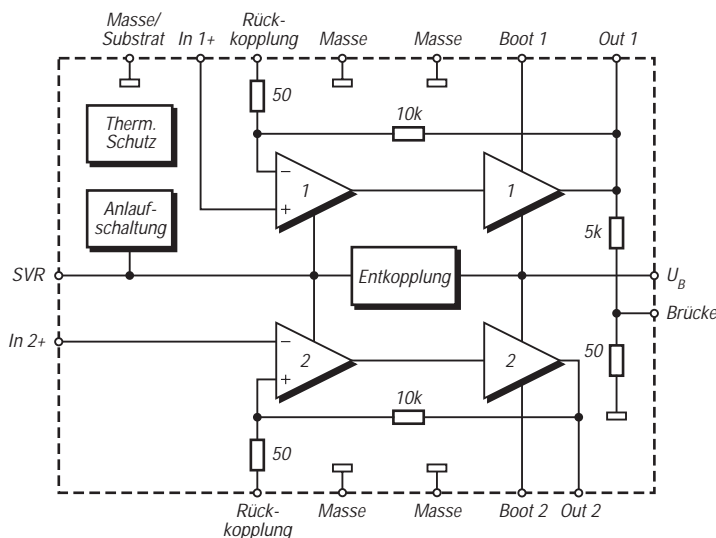 Masse/
Substrat
In 1+
Rück-
kopplung
Masse
Masse
Boot 1
Out 1
50
10k
Therm.
Schutz
−
1
+
1
Anlauf-
schaltung
5k
SVR
Entkopplung
U_B
Brücke
In 2+
−
2
+
2
50
10k
50
Rück-
kopplung
Masse
Masse
Boot 2
Out 2